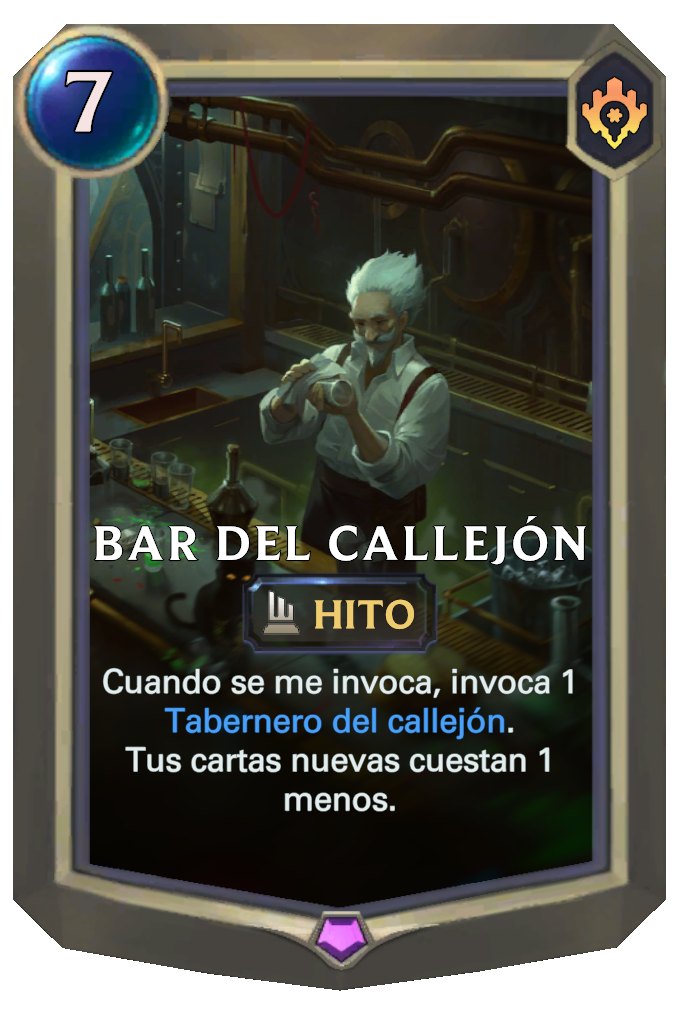 7
BAR DEL CALLEJÓN
HITO
Cuando se me invoca, invoca 1
Tabernero del callejón.
Tus cartas nuevas cuestan 1
menos.